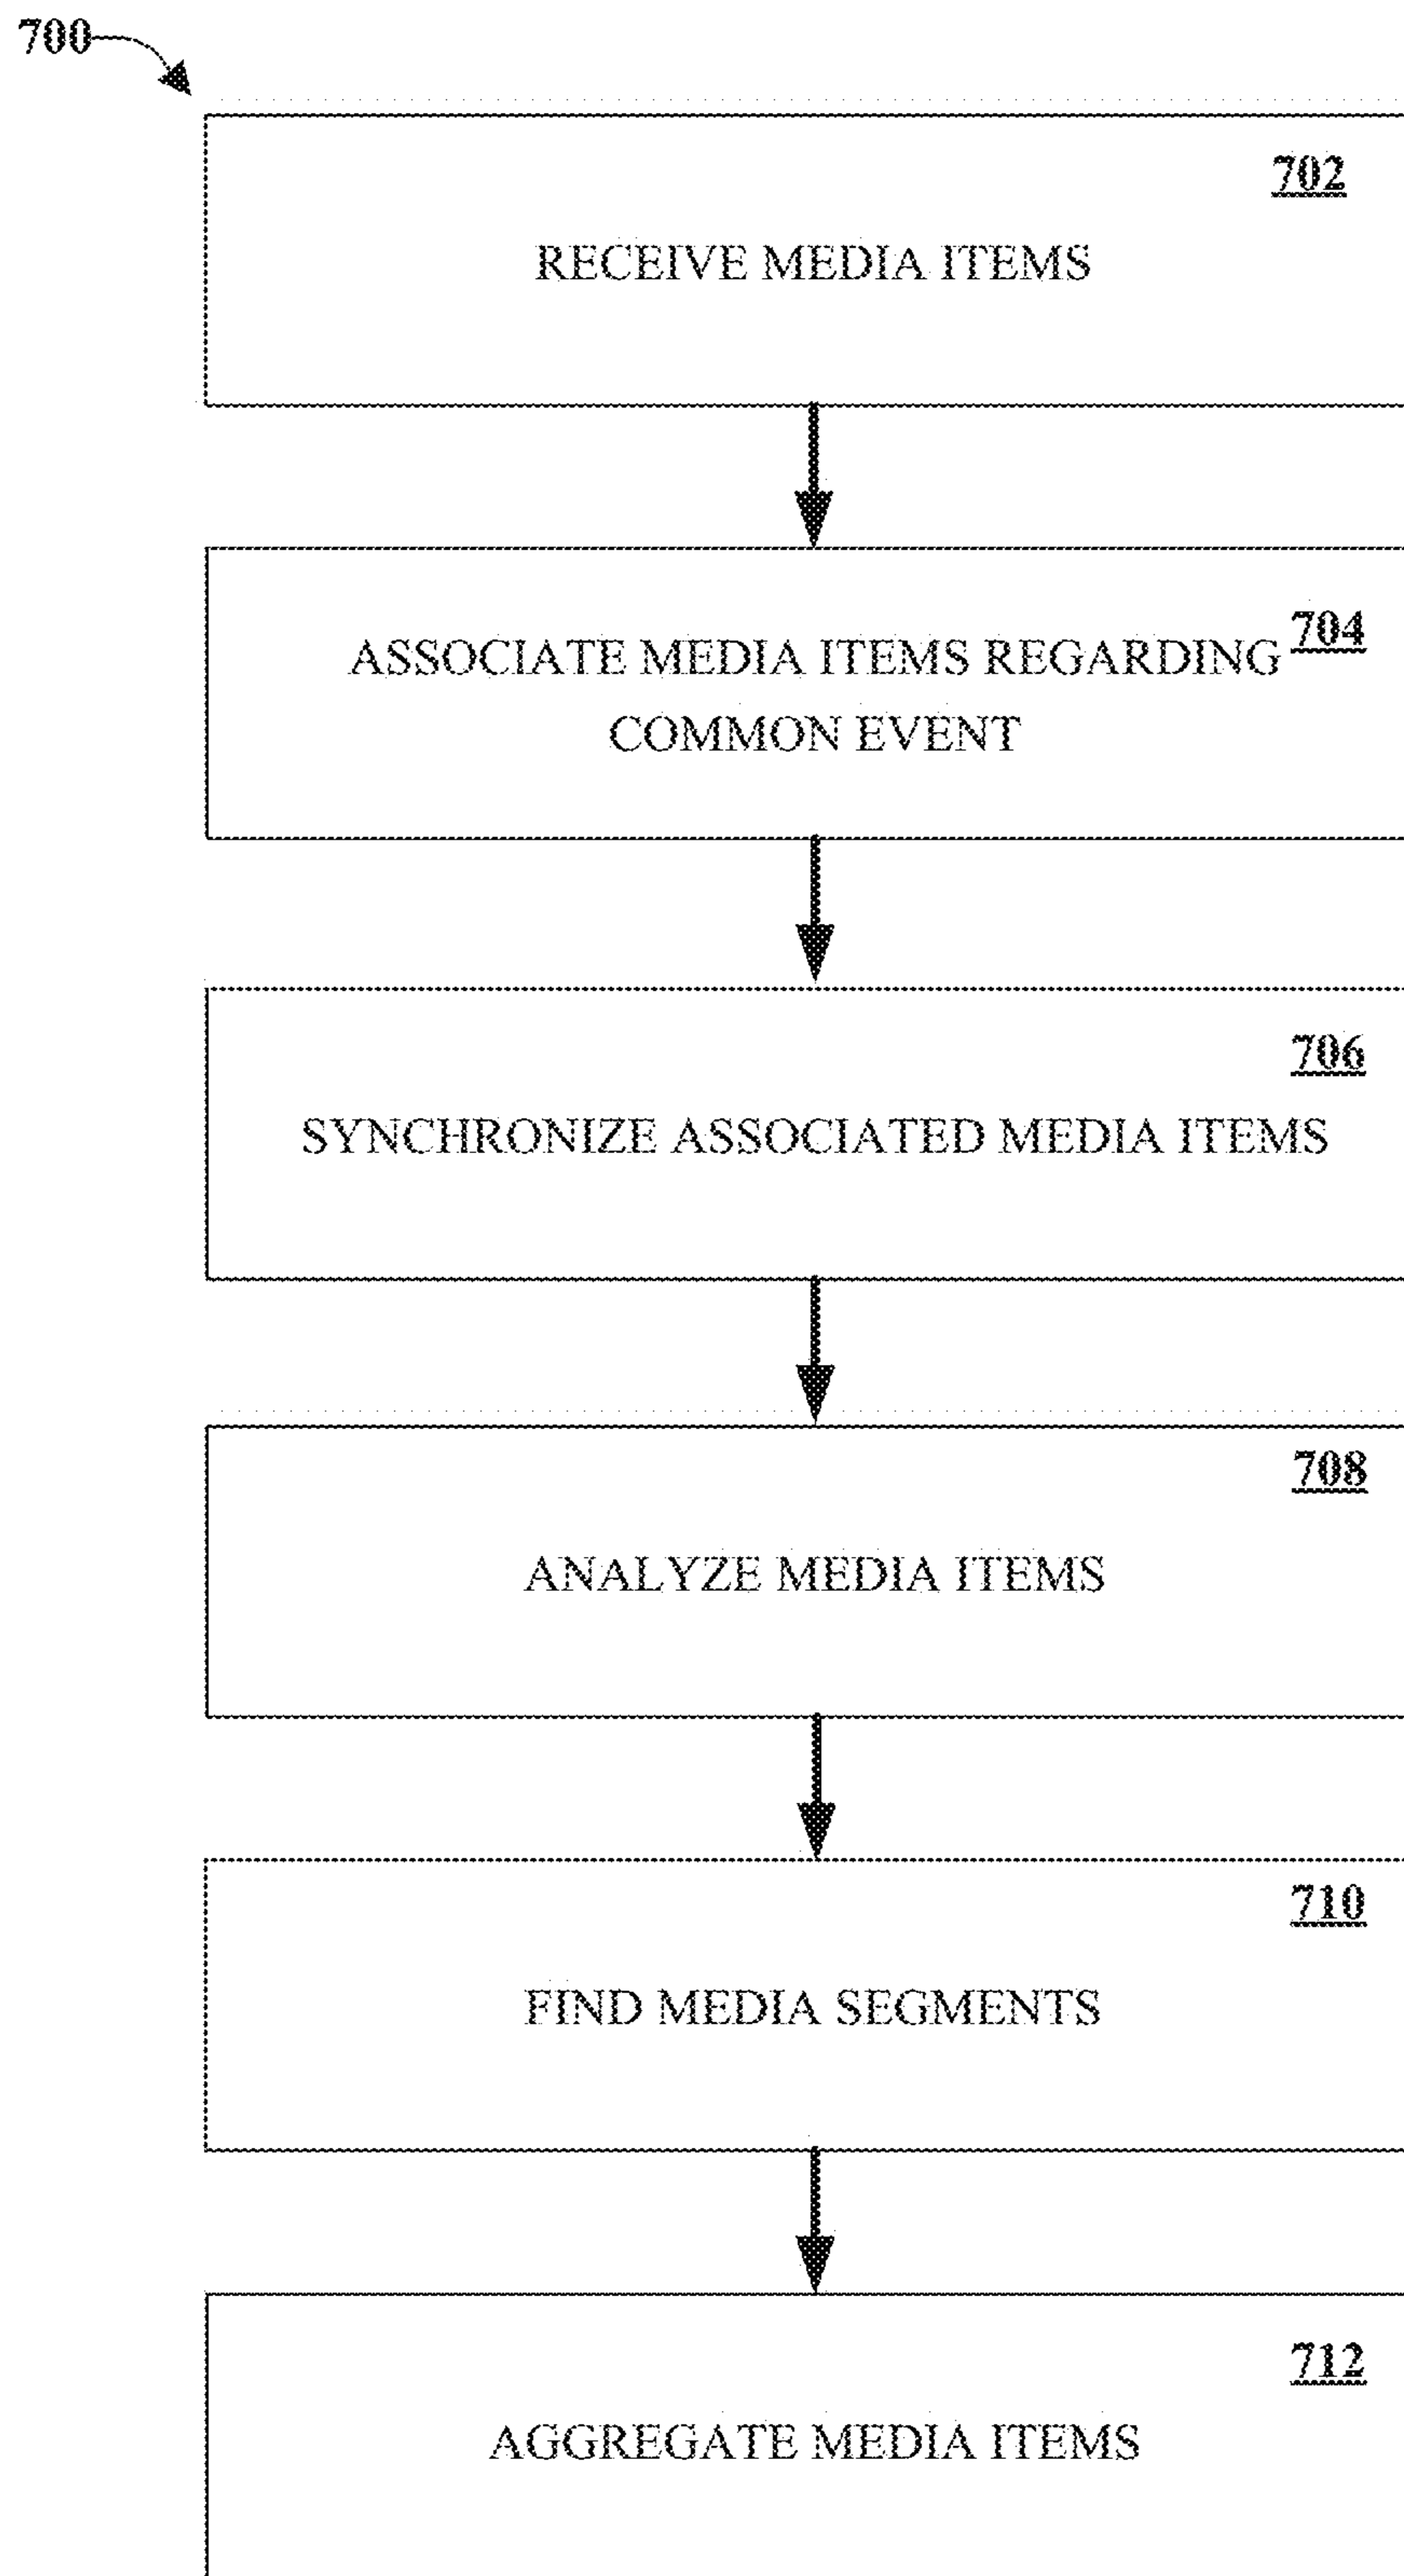 700
702
RECEIVE MEDIA ITEMS
704
ASSOCIATE MEDIA ITEMS REGARDING
COMMON EVENT
706
SYNCHRONIZE ASSOCIATED MEDIA ITEMS
708
ANALYZE MEDIA ITEMS
710
FIND MEDIA SEGMENTS
712
AGGREGATE MEDIA ITEMS